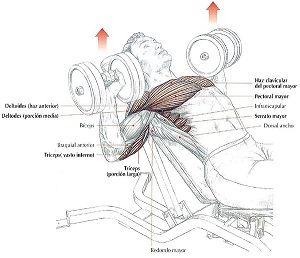 Haz clavicular
del pectoral mayor
Pectoral mayor
Infraescapular
Serrato mayor
Dorsal ancho
Deltoides (haz anterior)
Deltoides (porción media)
Bíceps
Braquial anterior
Tríceps( vasto interno)
Tríceps
(porción larga)
Redondo mayor